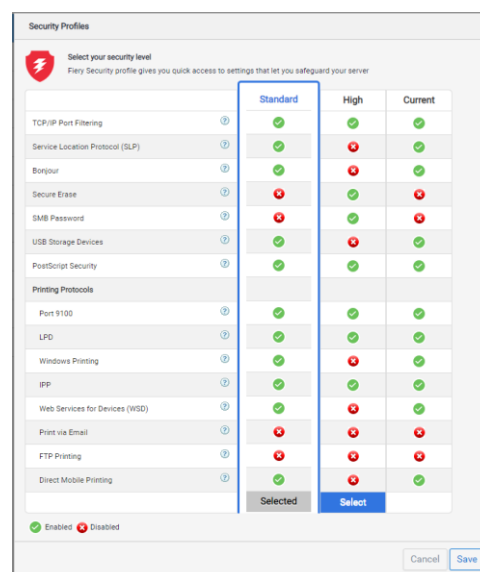 Security Profiles
Select your security level
Fiery Security profile gives you quick access to settings that let you safeguard your server
Standard High Current
TCP/IP Port Filtering
Service Location Protocol (SLP)
Bonjour
Secure Erase
SMB Password
USB Storage Devices
PostScript Security
Printing Protocols
Port 9100
LPD
Windows Printing
IPP
Web Services for Devices (WSD)
Print via Email
FTP Printing
Direct Mobile Printing
Selected Select
Enabled Disabled
Cancel Save